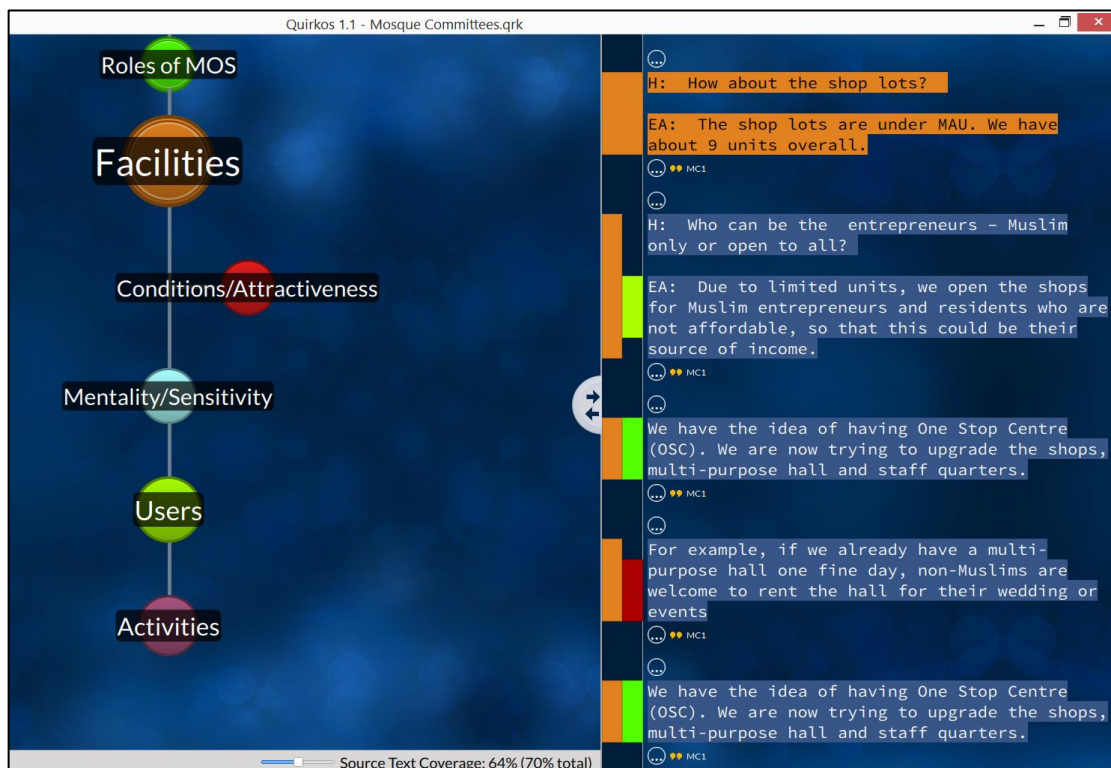 Quirkos 1.1 - Mosque Committees.qrk
Roles of MOS
Facilities
Conditions/Attractiveness
Mentality/Sensitivity
Users
Activities
Source Text Coverage: 64% (70% total)
H:  How about the shop lots?
EA:  The shop lots are under MAU. We have
about 9 units overall.
MC1
H:  Who can be the  entrepreneurs – Muslim
only or open to all?
EA:  Due to limited units, we open the shops
for Muslim entrepreneurs and residents who are
not affordable, so that this could be their
source of income.
MC1
We have the idea of having One Stop Centre
(OSC). We are now trying to upgrade the shops,
multi-purpose hall and staff quarters.
MC1
For example, if we already have a multi-
purpose hall one fine day, non-Muslims are
welcome to rent the hall for their wedding or
events
MC1
We have the idea of having One Stop Centre
(OSC). We are now trying to upgrade the shops,
multi-purpose hall and staff quarters.
MC1